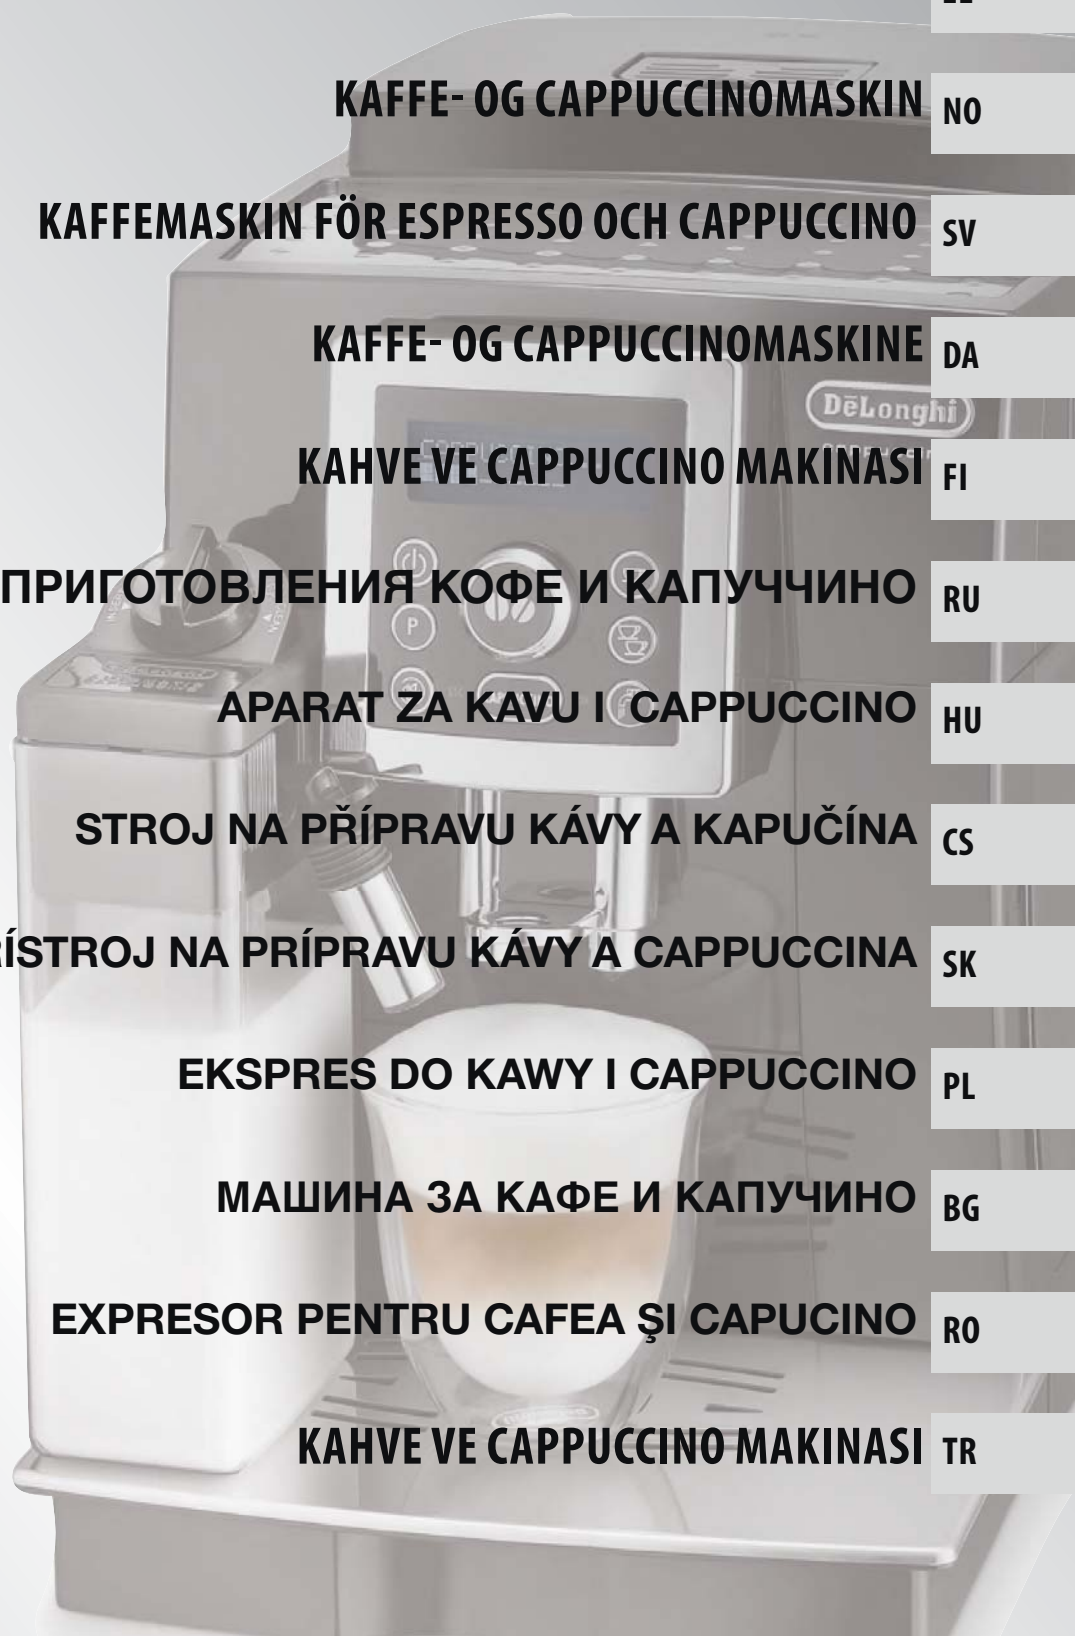 KAFFE- OG CAPPUCCINOMASKIN NO
KAFFEMASKIN FÖR ESPRESSO OCH CAPPUCCINO SV
KAFFE- OG CAPPUCCINOMASKINE DA
DēLonghi
KAHVE VE CAPPUCCINO MAKINASI FI
ПРИГОТОВЛЕНИЯ КОФЕ И КАПУЧЧИНО RU
P
APARAT ZA KAVU I CAPPUCCINO HU
STROJ NA PŘÍPRAVU KÁVY A KAPUČÍNA CS
ÍSTROJ NA PRÍPRAVU KÁVY A CAPPUCCINA SK
EKSPRES DO KAWY I CAPPUCCINO PL
МАШИНА ЗА КАФЕ И КАПУЧИНО BG
EXPRESOR PENTRU CAFEA ŞI CAPUCINO RO
KAHVE VE CAPPUCCINO MAKINASI TR